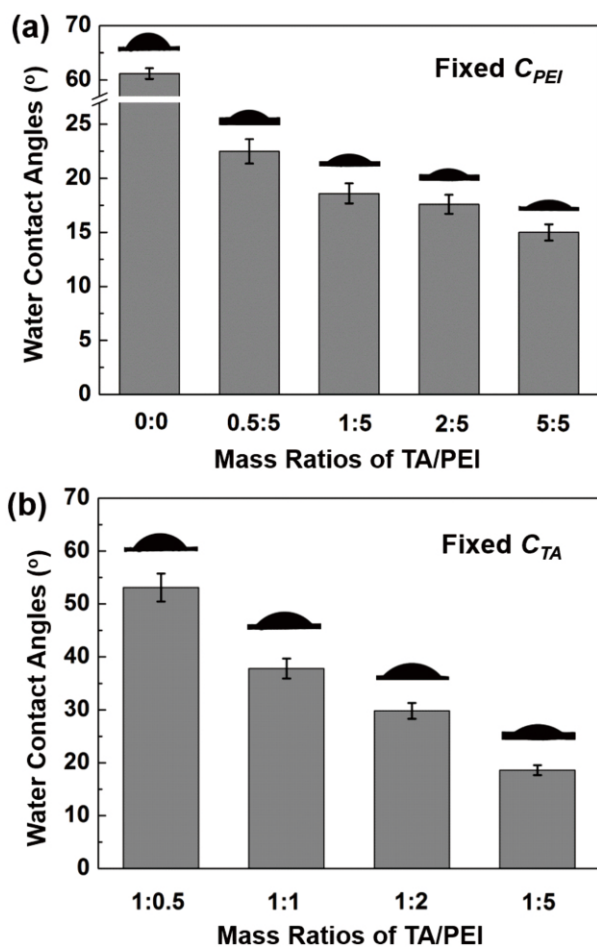 (a)
Fixed C_PEI
Water Contact Angles (º)
70
60
25
20
15
10
5
0
0:0 0.5:5 1:5 2:5 5:5
Mass Ratios of TA/PEI
(b)
Fixed C_TA
Water Contact Angles (º)
70
60
50
40
30
20
10
0
1:0.5 1:1 1:2 1:5
Mass Ratios of TA/PEI